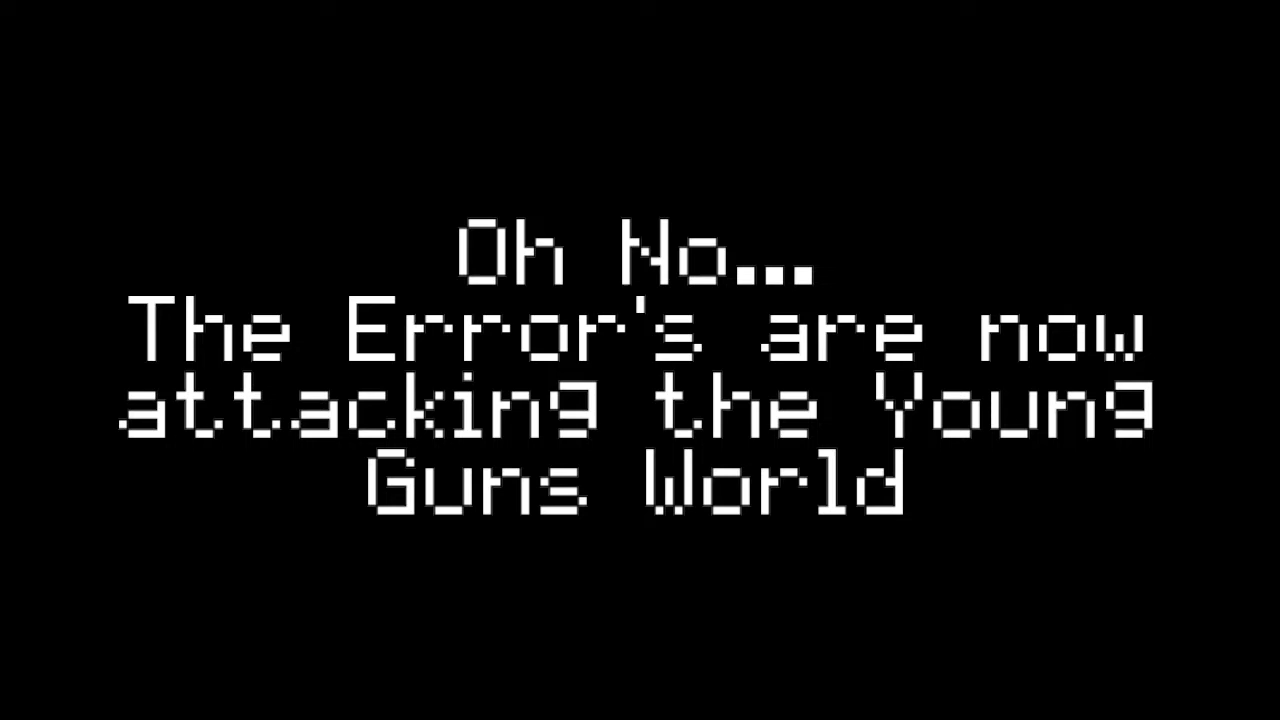 Oh No...
The Error's are now
attacking the Young
Guns World